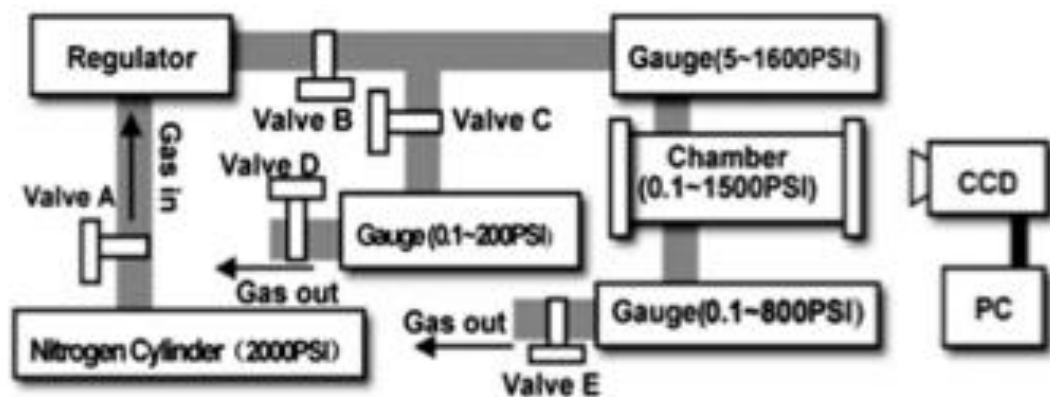 Regulator
Gauge(5~1600PSI)
Valve B
Valve C
Gas in
Valve D
Valve A
Chamber
(0.1~1500PSI)
CCD
Gauge(0.1~200PSI)
Gas out
Nitrogen Cylinder (2000PSI)
Gas out
Gauge(0.1~800PSI)
Valve E
PC